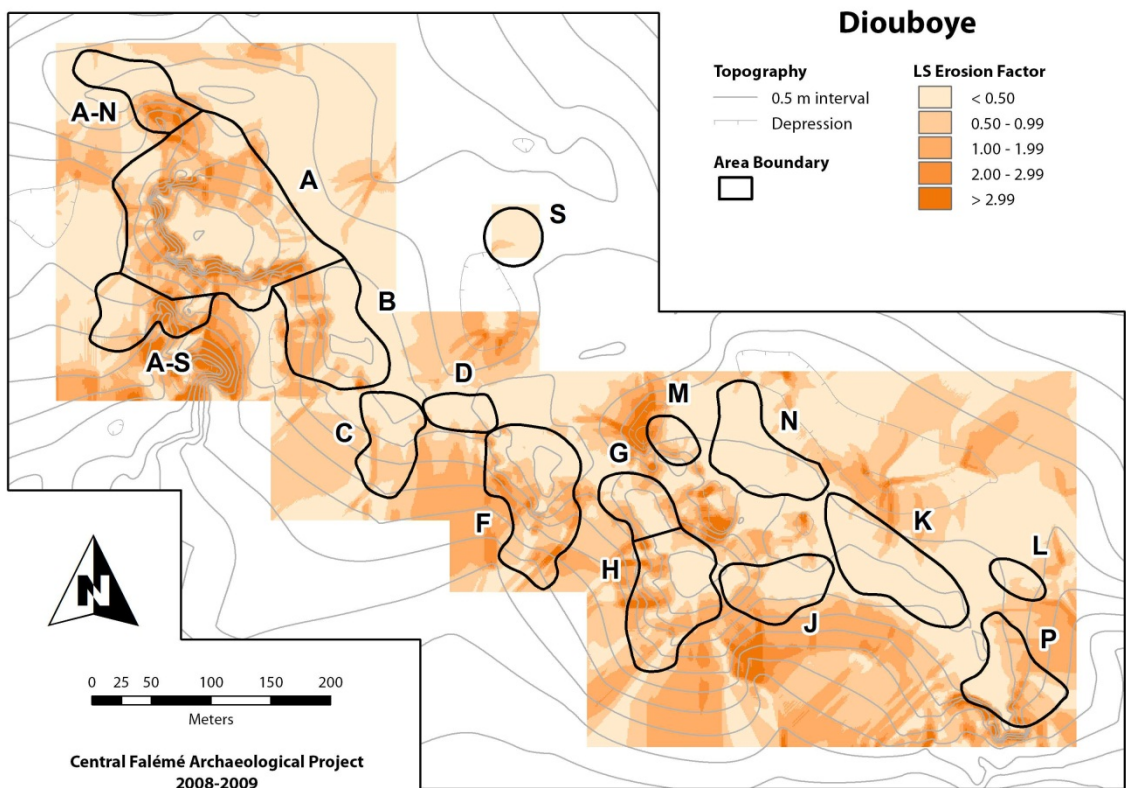 Diouboye
Topography
0.5 m interval
Depression
Area Boundary
LS Erosion Factor
< 0.50
0.50 - 0.99
1.00 - 1.99
2.00 - 2.99
> 2.99
A-N
A
S
B
A-S
D
C
M
N
G
F
K
H
L
J
P
N
0 25 50 100 150 200
Meters
Central Falémé Archaeological Project
2008-2009